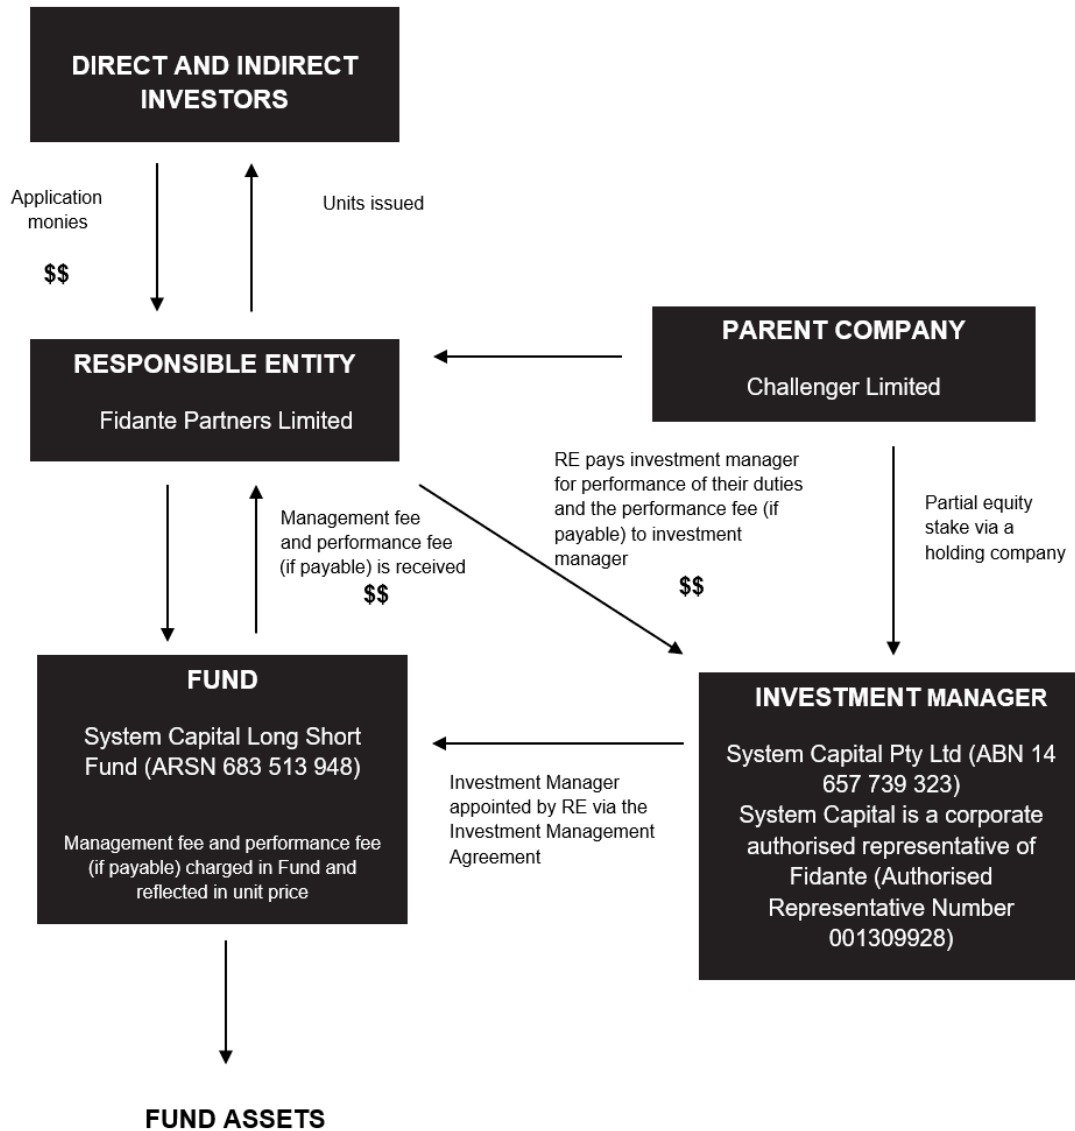 DIRECT AND INDIRECT
INVESTORS
Application
monies
$$
Units issued
RESPONSIBLE ENTITY
Fidante Partners Limited
PARENT COMPANY
Challenger Limited
Management fee
and performance fee
(if payable) is received
$$
RE pays investment manager
for performance of their duties
and the performance fee (if
payable) to investment
manager
$$
Partial equity
stake via a
holding company
FUND
System Capital Long Short
Fund (ARSN 683 513 948)
Management fee and performance fee
(if payable) charged in Fund and
reflected in unit price
Investment Manager
appointed by RE via the
Investment Management
Agreement
INVESTMENT MANAGER
System Capital Pty Ltd (ABN 14
657 739 323)
System Capital is a corporate
authorised representative of
Fidante (Authorised
Representative Number
001309928)
FUND ASSETS